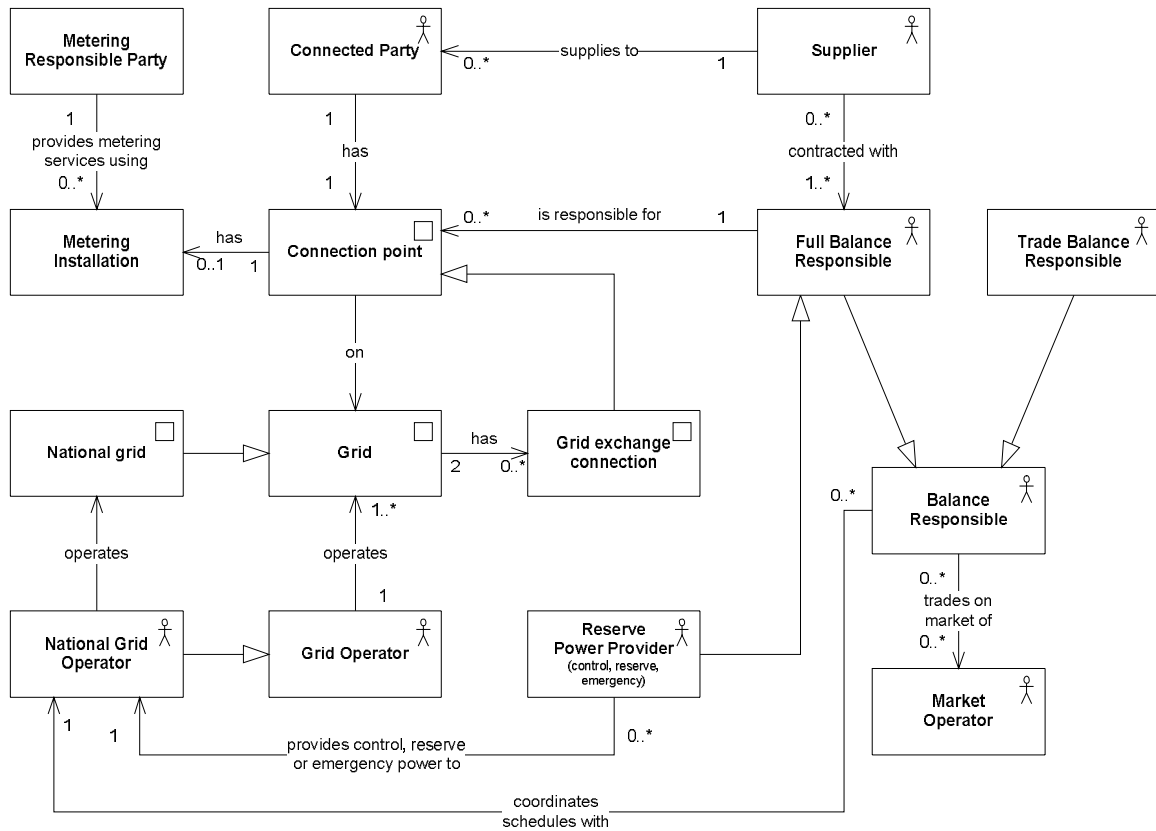 Metering
Responsible Party
Connected Party
Supplier
supplies to
0..*
1
1
provides metering
services using
0..*
1
has
1
0..*
contracted with
1..*
Metering
Installation
has
0..1
1
Connection point
0..*
is responsible for
1
Full Balance
Responsible
Trade Balance
Responsible
on
National grid
Grid
has
2
0..*
Grid exchange
connection
1..*
0..*
Balance
Responsible
operates
operates
1
0..*
trades on
market of
0..*
National Grid
Operator
Grid Operator
Reserve
Power Provider
(control, reserve,
emergency)
Market
Operator
1
1
provides control, reserve
or emergency power to
0..*
coordinates
schedules with